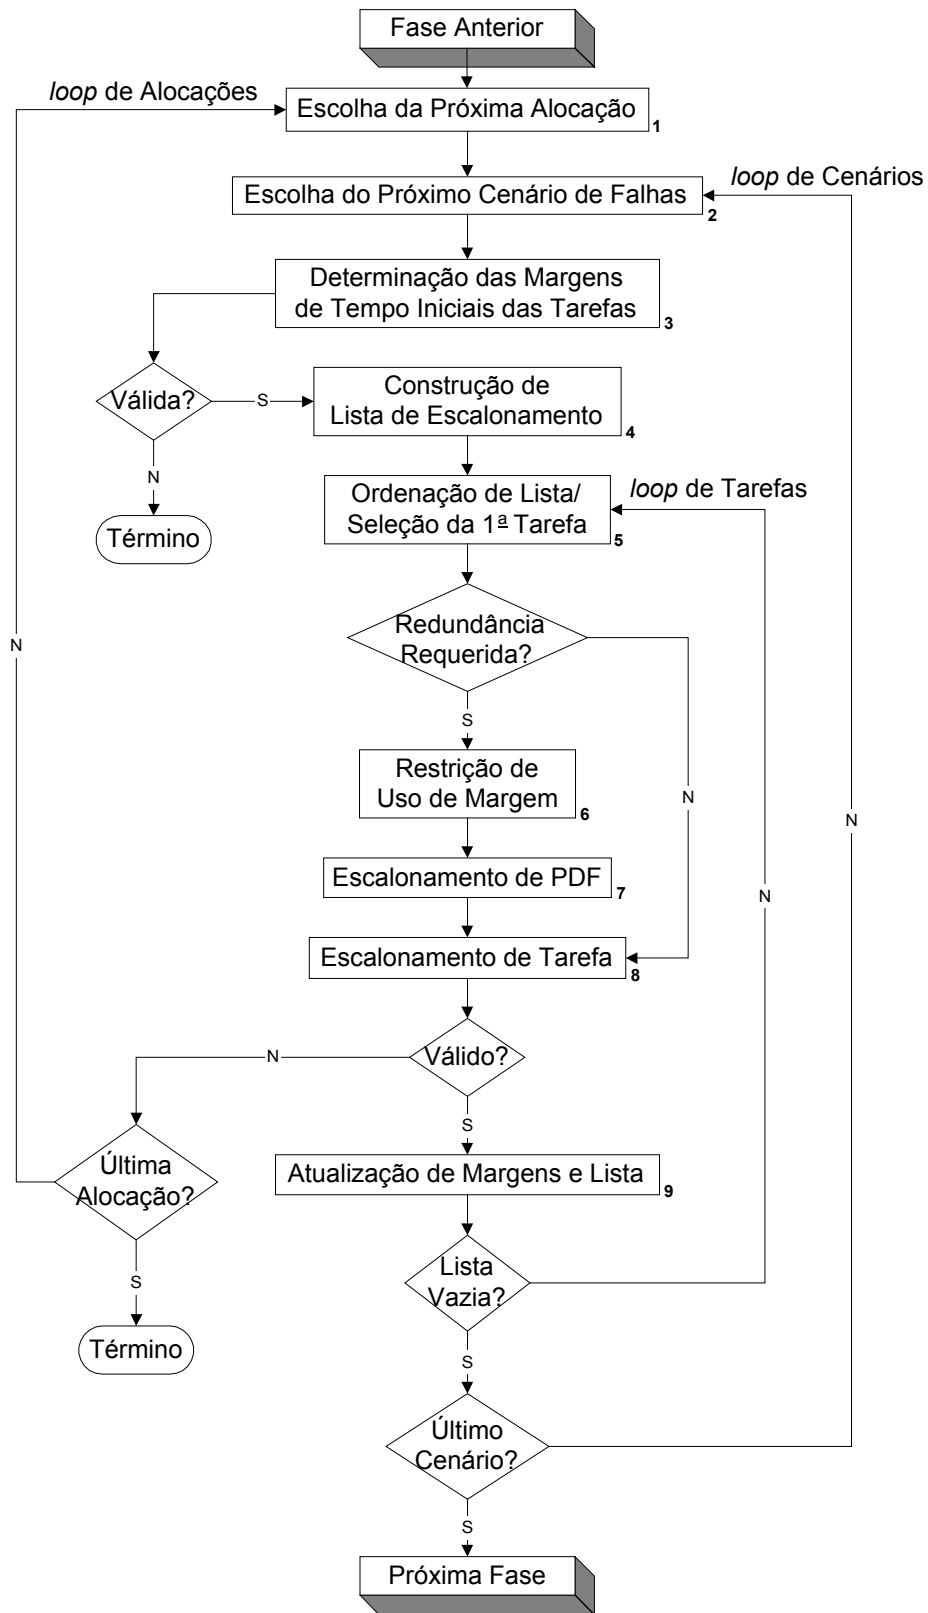 Fase Anterior
loop de Alocações
Escolha da Próxima Alocação
1
loop de Cenários
Escolha do Próximo Cenário de Falhas
2
Determinação das Margens
de Tempo Iniciais das Tarefas
3
Válida?
S
Construção de
Lista de Escalonamento
4
N
Término
loop de Tarefas
Ordenação de Lista/
Seleção da 1ª Tarefa
5
Redundância
Requerida?
N
S
Restrição de
Uso de Margem
6
N
N
Escalonamento de PDF
7
N
Escalonamento de Tarefa
8
Válido?
N
S
Última
Alocação?
Atualização de Margens e Lista
9
S
Término
Lista
Vazia?
S
Último
Cenário?
S
Próxima Fase